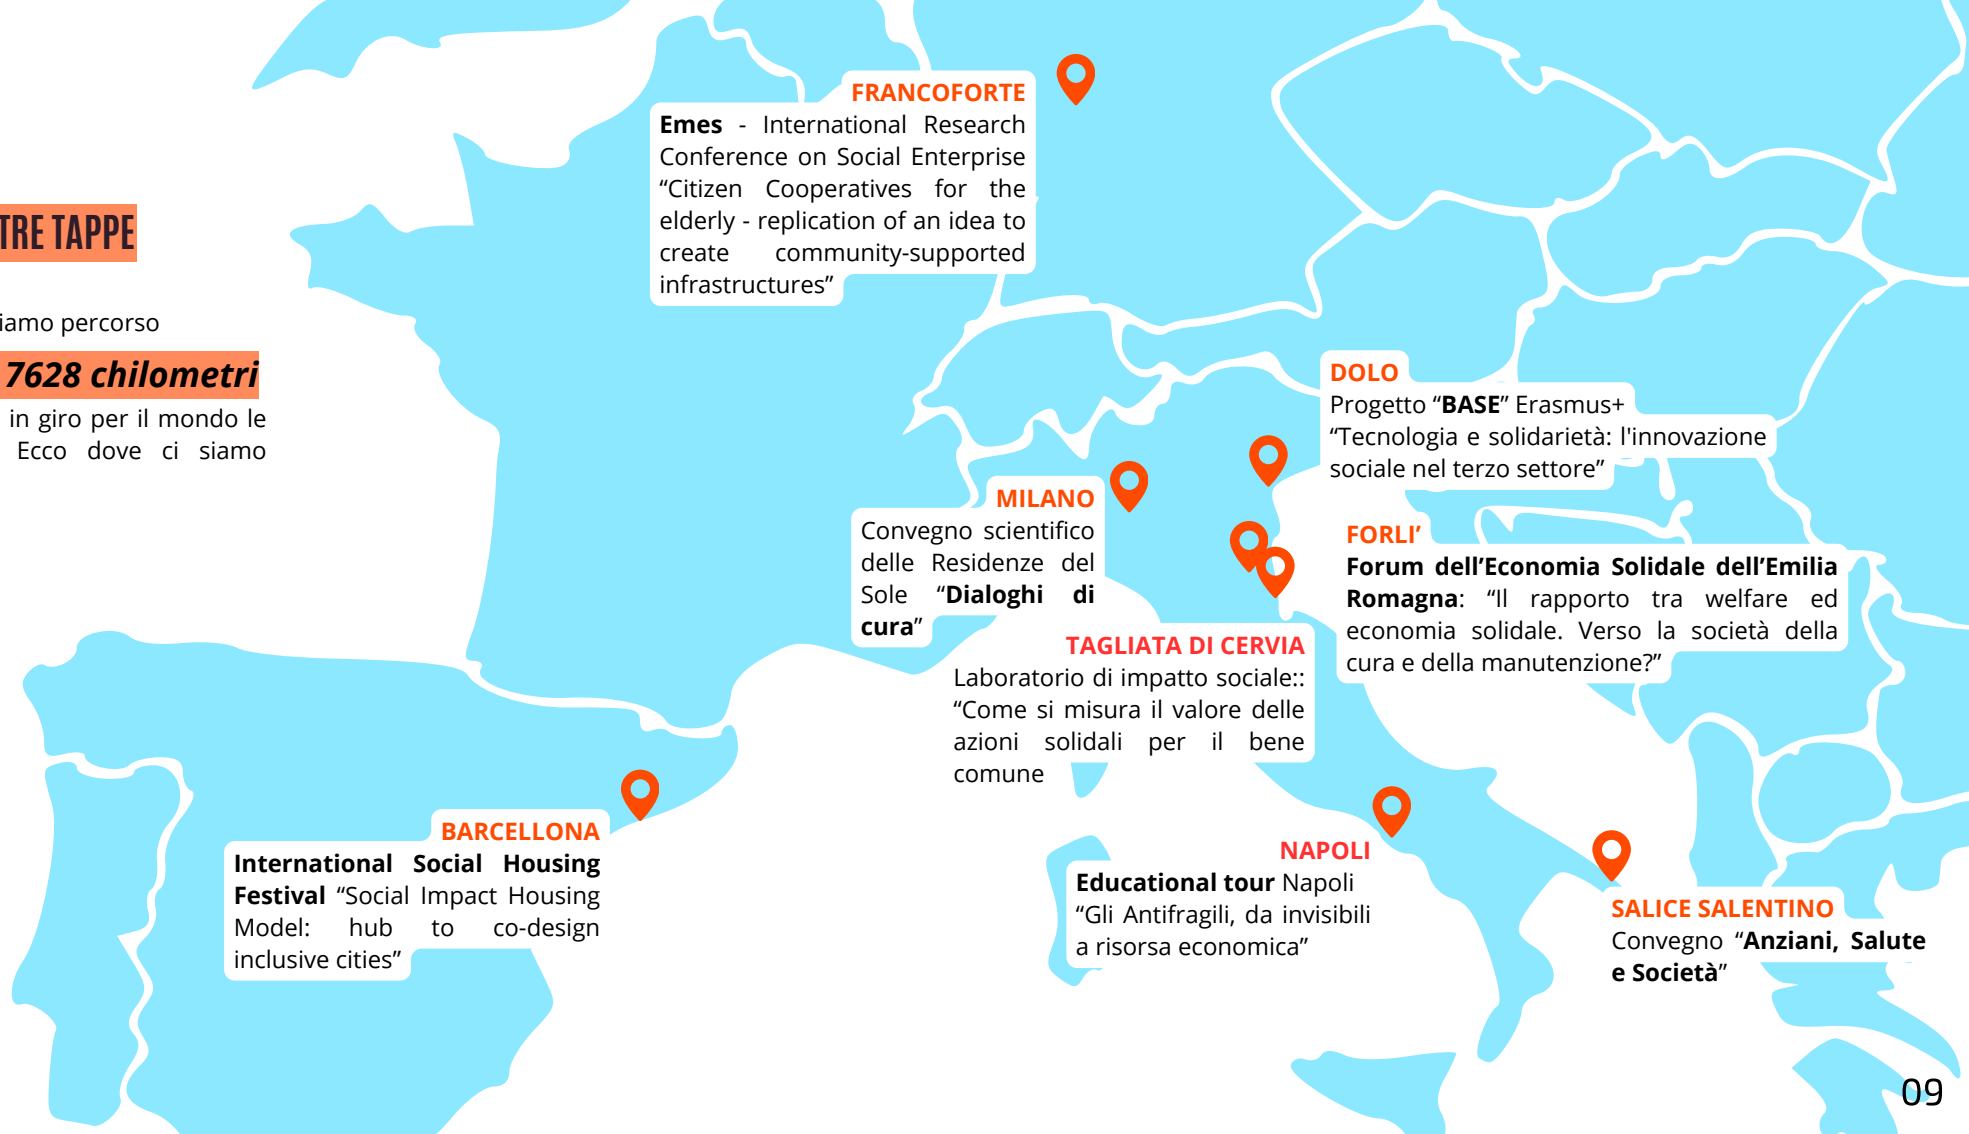 TRE TAPPE
iamo percorso
7628 chilometri
in giro per il mondo le
Ecco dove ci siamo
FRANCOFORTE
Emes - International Research
Conference on Social Enterprise
“Citizen Cooperatives for the
elderly - replication of an idea to
create community-supported
infrastructures”
DOLO
Progetto “BASE” Erasmus+
“Tecnologia e solidarietà: l'innovazione
sociale nel terzo settore”
MILANO
Convegno scientifico
delle Residenze del
Sole “Dialoghi di
cura”
FORLI’
Forum dell’Economia Solidale dell’Emilia
Romagna: “Il rapporto tra welfare ed
economia solidale. Verso la società della
cura e della manutenzione?”
TAGLIATA DI CERVIA
Laboratorio di impatto sociale::
“Come si misura il valore delle
azioni solidali per il bene
comune
BARCELLONA
International Social Housing
Festival “Social Impact Housing
Model: hub to co-design
inclusive cities”
NAPOLI
Educational tour Napoli
“Gli Antifragili, da invisibili
a risorsa economica”
SALICE SALENTINO
Convegno “Anziani, Salute
e Società”
09